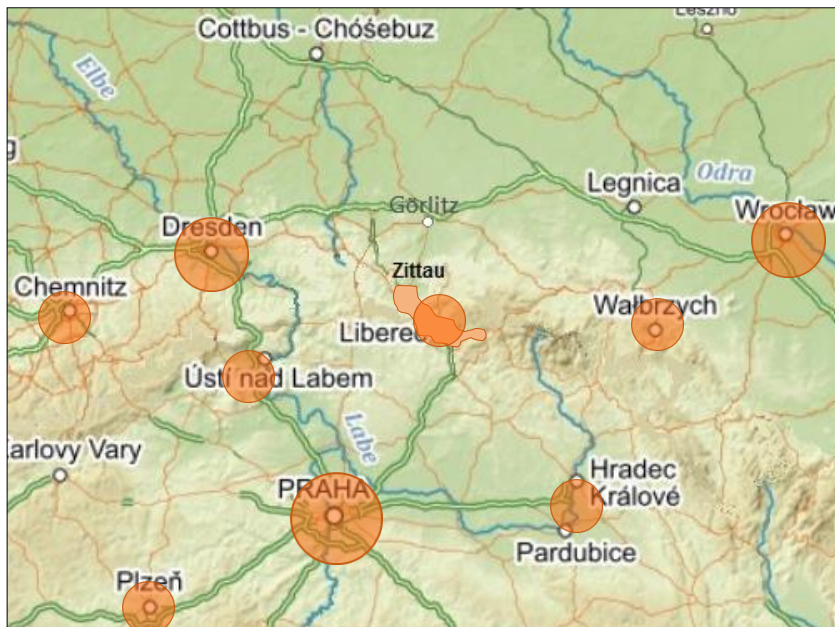 Leszno
Cottbus - Chóśebuz
Elbe
g
Odra
Legnica
Görlitz
Wrocław
Dresden
Zittau
Chemnitz
Wałbrzych
Liberec
Ústí nad Labem
Labe
Karlovy Vary
Hradec
Králové
PRAHA
Pardubice
Plzeň